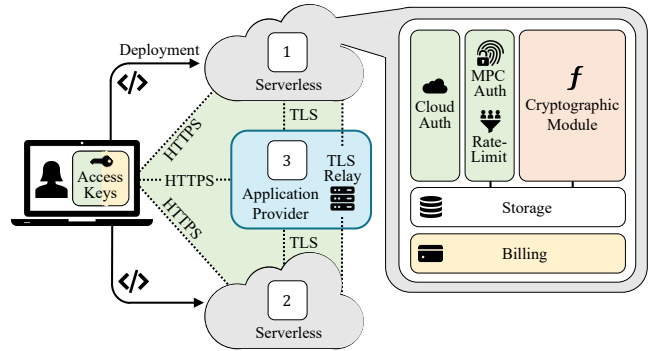 Deployment
</>
1
Serverless
HTTPS
TLS
Access
Keys
HTTPS
3
Application
Provider
TLS
Relay
HTTPS
TLS
</>
2
Serverless
Cloud
Auth
MPC
Auth
Rate-
Limit
f
Cryptographic
Module
Storage
Billing